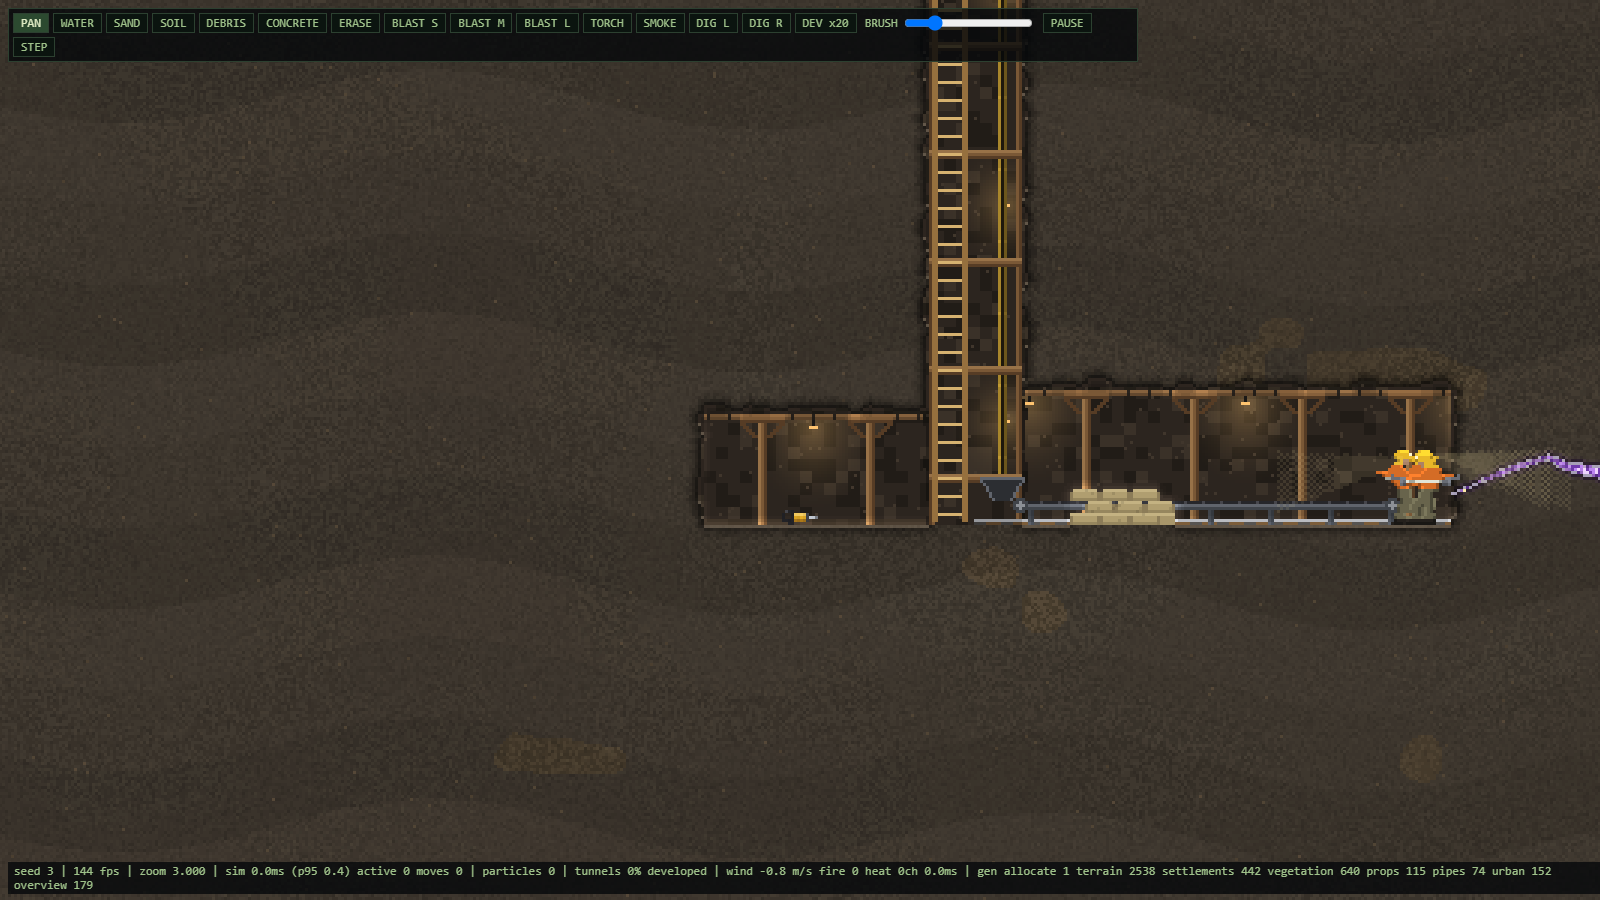 PAN WATER SAND SOIL DEBRIS CONCRETE ERASE BLAST S BLAST M BLAST L TORCH SMOKE DIG L DIG R DEV x20 BRUSH PAUSE
STEP
seed 3 | 144 fps | zoom 3.000 | sim 0.0ms (p95 0.4) active 0 moves 0 | particles 0 | tunnels 0% developed | wind -0.8 m/s fire 0 heat 0ch 0.0ms | gen allocate 1 terrain 2538 settlements 442 vegetation 640 props 115 pipes 74 urban 152
overview 179